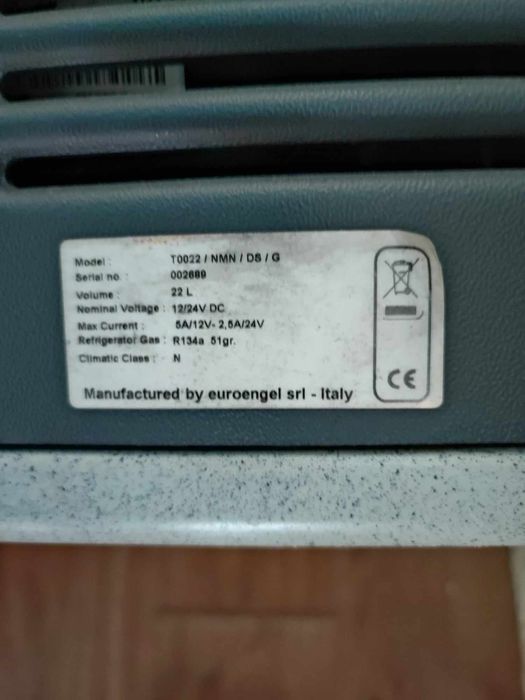 Model : T0022 / NMN / DS / G
Serial no. : 002689
Volume : 22 L
Nominal Voltage : 12/24V DC
Max Current : 5A/12V- 2,5A/24V
Refrigerator Gas : R134a 51gr.
Climatic Class : N
Manufactured by euroengel srl - Italy
CE